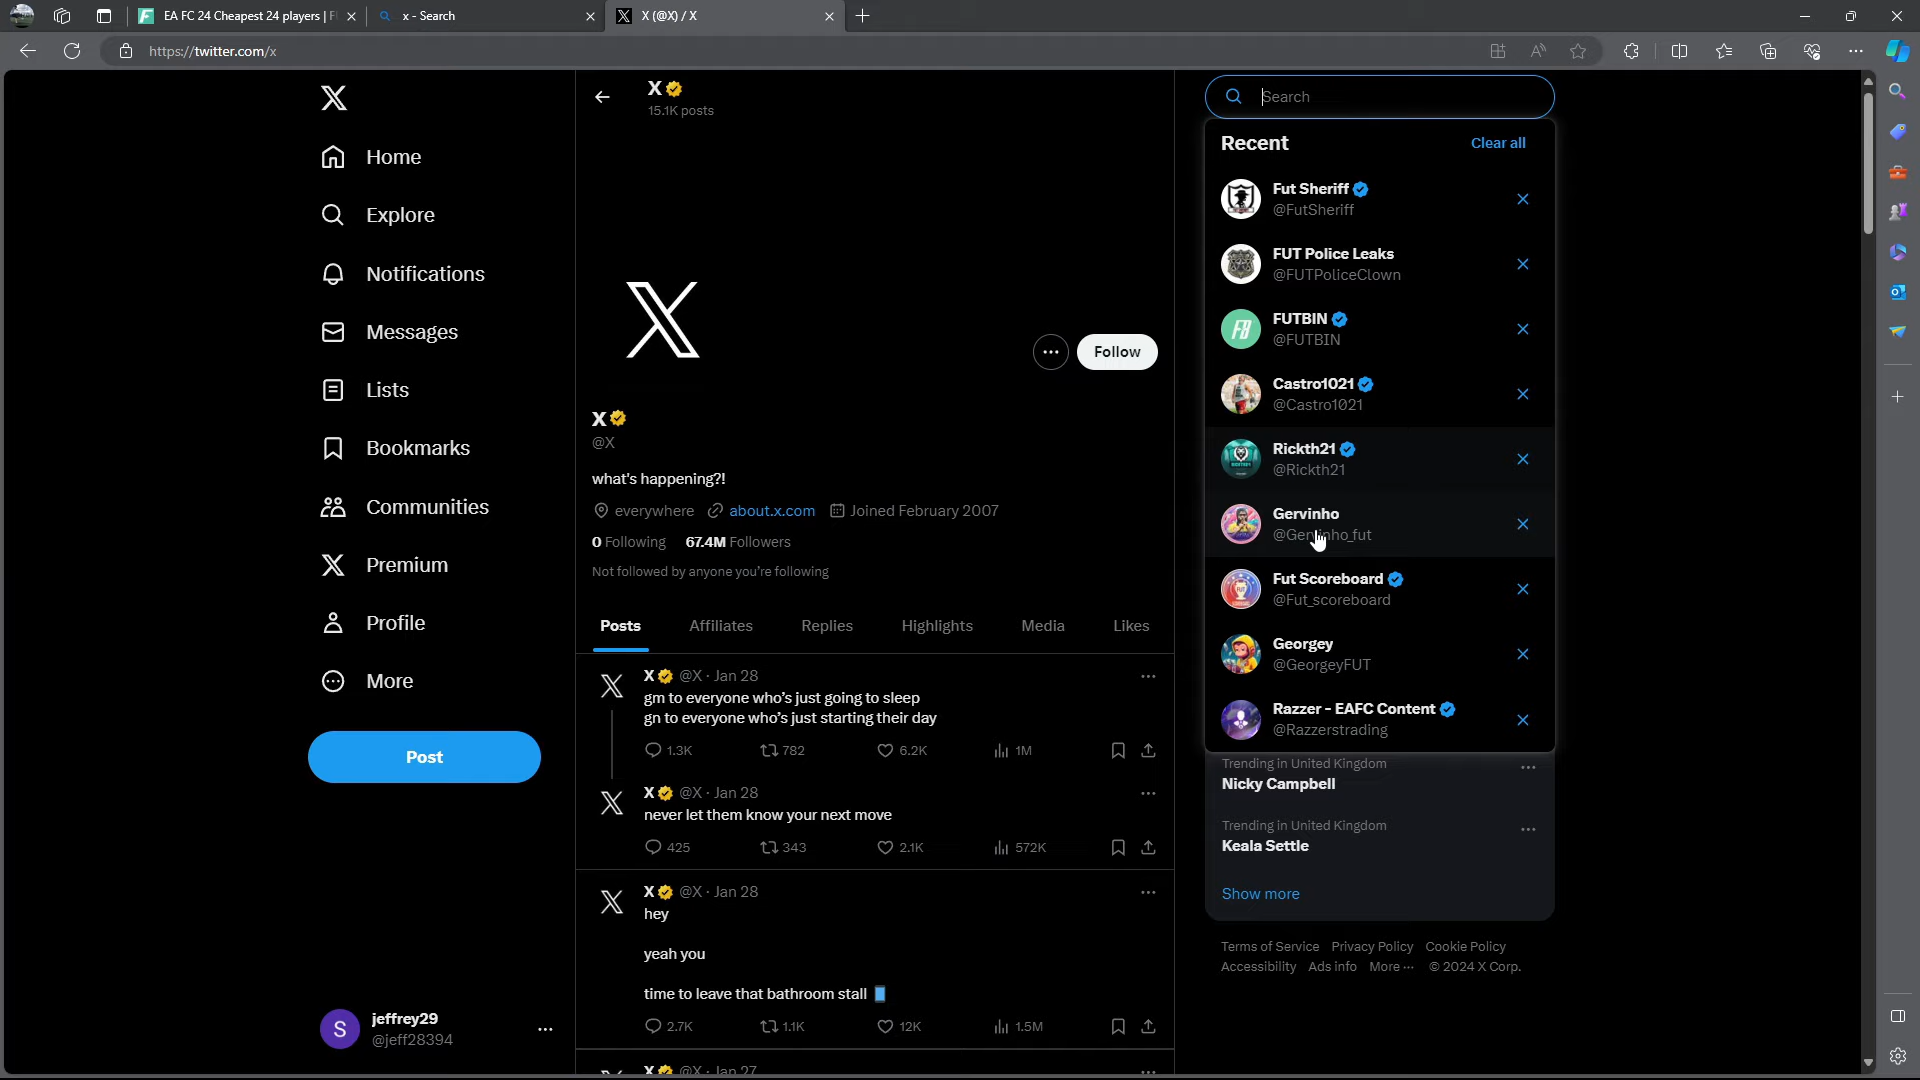 EA FC 24 Cheapest 24 players | F
x - Search
X (@X) / X
https://twitter.com/x
Home
Explore
Notifications
Messages
Lists
Bookmarks
Communities
Premium
Profile
More
Post
jeffrey29
@jeff28394
X
15.1K posts
Follow
X
@X
what's happening?!
everywhere about.x.com Joined February 2007
0 Following 67.4M Followers
Not followed by anyone you're following
Posts Affiliates Replies Highlights Media Likes
X @X · Jan 28
gm to everyone who's just going to sleep
gn to everyone who's just starting their day
1.3K 782 6.2K 1M
X @X · Jan 28
never let them know your next move
425 343 2.1K 572K
X @X · Jan 28
hey
yeah you
time to leave that bathroom stall
2.7K 1.1K 12K 1.5M
X @X · Jan 27
Search
Recent Clear all
Fut Sheriff
@FutSheriff
FUT Police Leaks
@FUTPoliceClown
FB
FUTBIN
@FUTBIN
Castro1021
@Castro1021
Rickth21
@Rickth21
Gervinho
@Gervinho_fut
Fut Scoreboard
@Fut_scoreboard
Georgey
@GeorgeyFUT
Razzer - EAFC Content
@Razzerstrading
Trending in United Kingdom
Nicky Campbell
Trending in United Kingdom
Keala Settle
Show more
Terms of Service Privacy Policy Cookie Policy
Accessibility Ads info More ··· © 2024 X Corp.